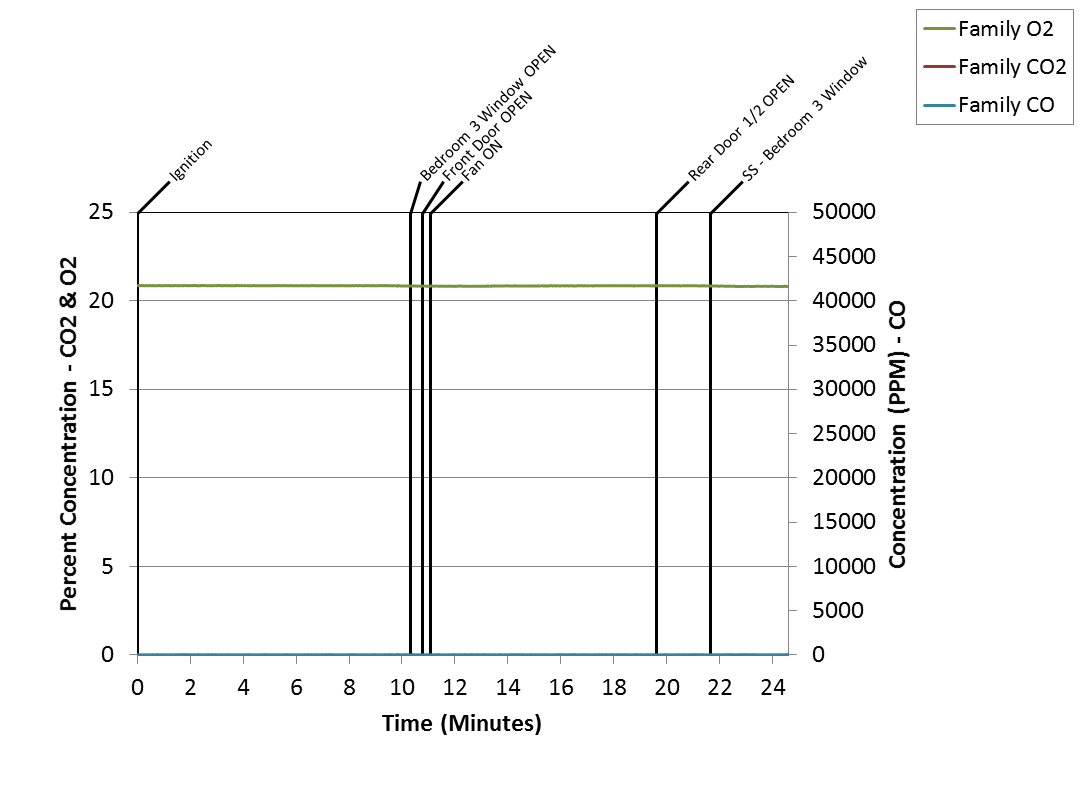 Family O2
Family CO2
Family CO
Ignition
Bedroom 3 Window OPEN
Front Door OPEN
Fan ON
Rear Door 1/2 OPEN
SS - Bedroom 3 Window
25
20
15
10
5
0
Percent Concentration - CO2 & O2
50000
45000
40000
35000
30000
25000
20000
15000
10000
5000
0
Concentration (PPM) - CO
0 2 4 6 8 10 12 14 16 18 20 22 24
Time (Minutes)